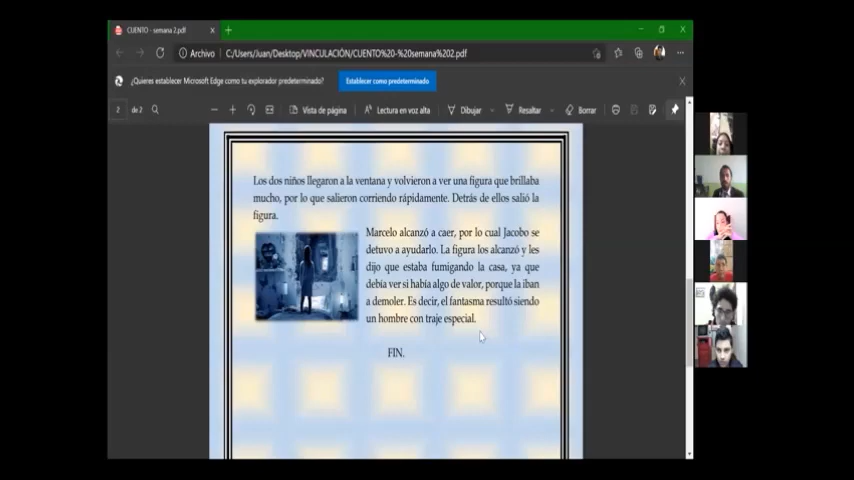 CUENTO - semana 2.pdf
Archivo C:/Users/Juan/Desktop/VINCULACIÓN/CUENTO%20-%20semana%202.pdf
¿Quieres establecer Microsoft Edge como tu explorador predeterminado? Establecer como predeterminado
2 de 2 Vista de página Lectura en voz alta Dibujar Resaltar Borrar
Los dos niños llegaron a la ventana y volvieron a ver una figura que brillaba
mucho, por lo que salieron corriendo rápidamente. Detrás de ellos salió la
figura.
Marcelo alcanzó a caer, por lo cual Jacobo se
detuvo a ayudarlo. La figura los alcanzó y les
dijo que estaba fumigando la casa, ya que
debía ver si había algo de valor, porque la iban
a demoler. Es decir, el fantasma resultó siendo
un hombre con traje especial.
FIN.